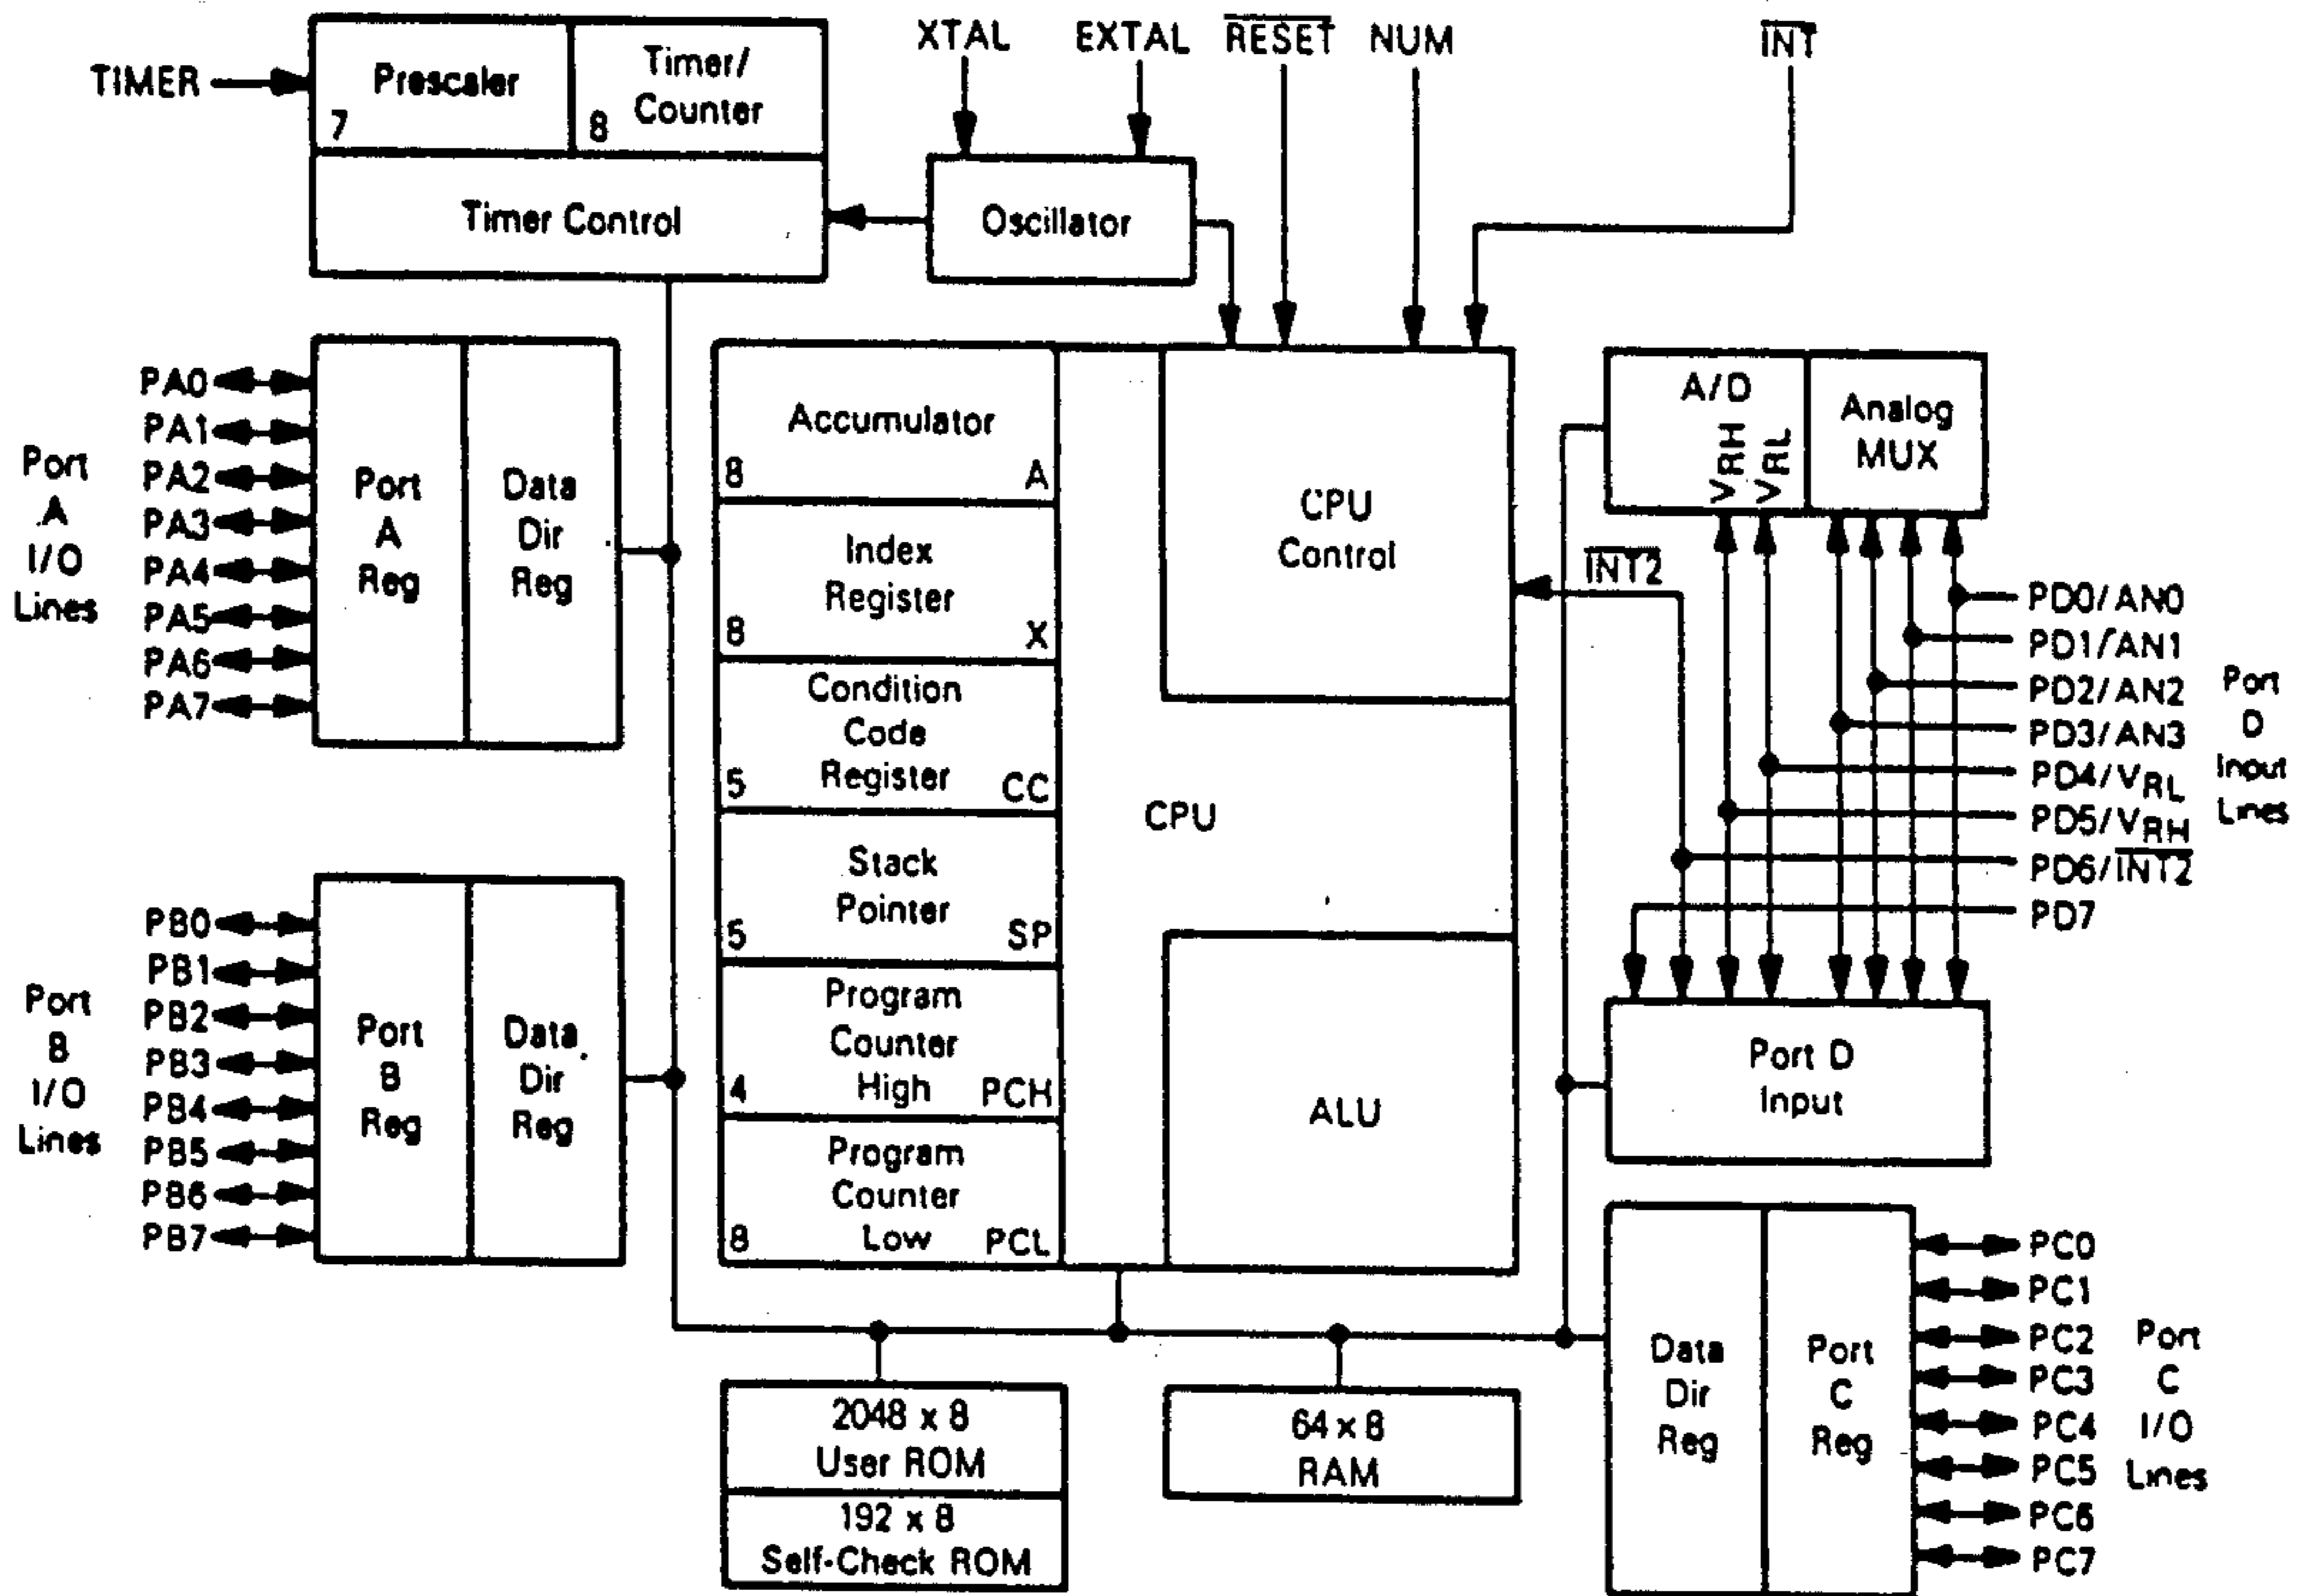 TIMER
Prescaler
7
Timer/
Counter
8
Timer Control
XTAL
EXTAL
RESET
NUM
INT
Oscillator
Port
A
I/O
Lines
PA0
PA1
PA2
PA3
PA4
PA5
PA6
PA7
Port
A
Reg
Data
Dir
Reg
Port
B
I/O
Lines
PB0
PB1
PB2
PB3
PB4
PB5
PB6
PB7
Port
B
Reg
Data
Dir
Reg
Accumulator
8 A
Index
Register
8 X
Condition
Code
Register
5 CC
Stack
Pointer
5 SP
Program
Counter
High
4 PCH
Program
Counter
Low
8 PCL
CPU
Control
CPU
ALU
INT2
A/D
VRH
VRL
Analog
MUX
PD0/AN0
PD1/AN1
PD2/AN2
PD3/AN3
PD4/VRL
PD5/VRH
PD6/INT2
PD7
Port
D
Input
Lines
Port D
Input
2048 x 8
User ROM
192 x 8
Self-Check ROM
64 x 8
RAM
Data
Dir
Reg
Port
C
Reg
PC0
PC1
PC2
PC3
PC4
PC5
PC6
PC7
Port
C
I/O
Lines